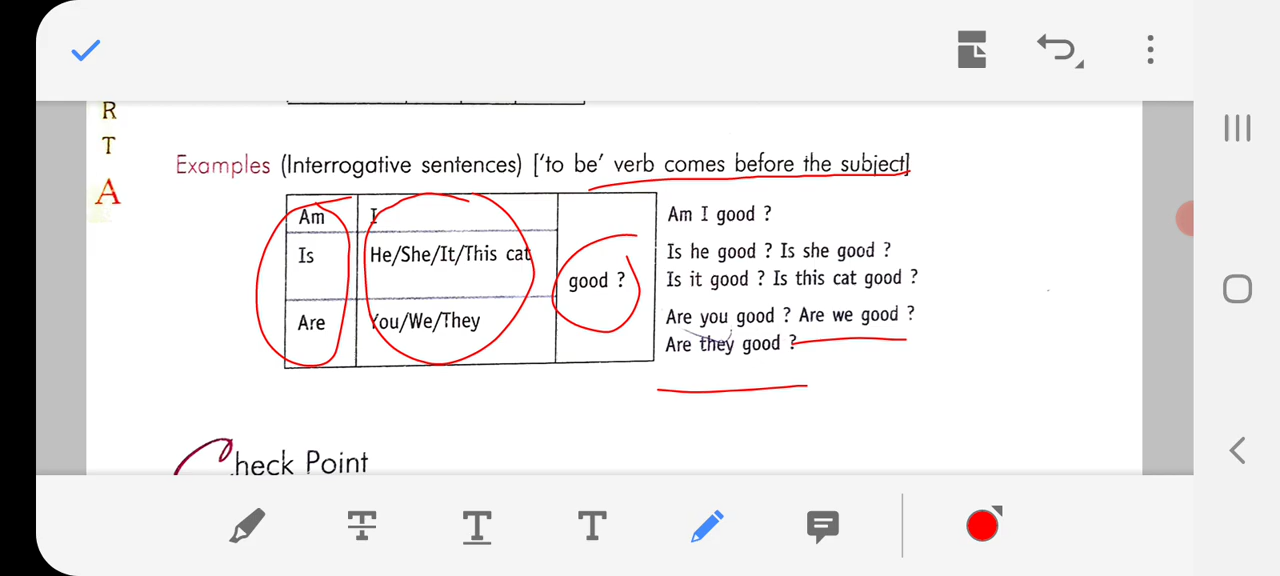 R
T
A
Examples (Interrogative sentences) ['to be' verb comes before the subject]
Am I
Is He/She/It/This cat
good ?
Are You/We/They
Am I good ?
Is he good ? Is she good ?
Is it good ? Is this cat good ?
Are you good ? Are we good ?
Are they good ?
Check Point
T T T